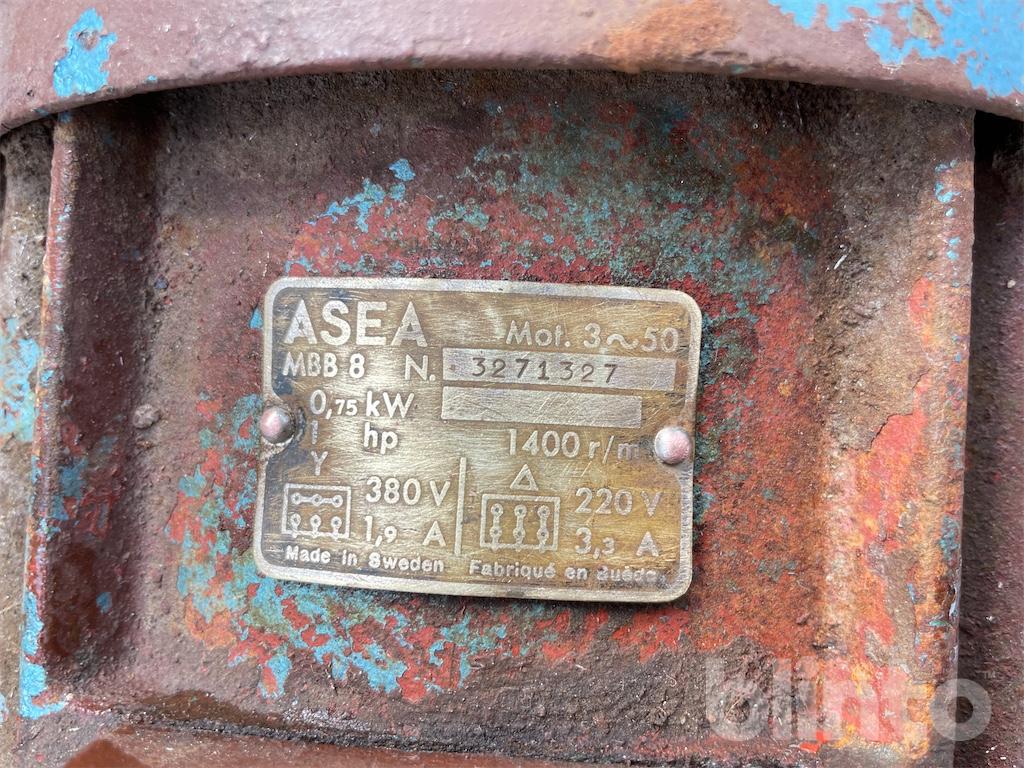 ASEA Mot. 3~50
MBB 8 N. 3271327
0,75 kW
1 hp 1400 r/m
Y △
380 V 220 V
1,9 A 3,3 A
Made in Sweden Fabriqué en Suède
blinto